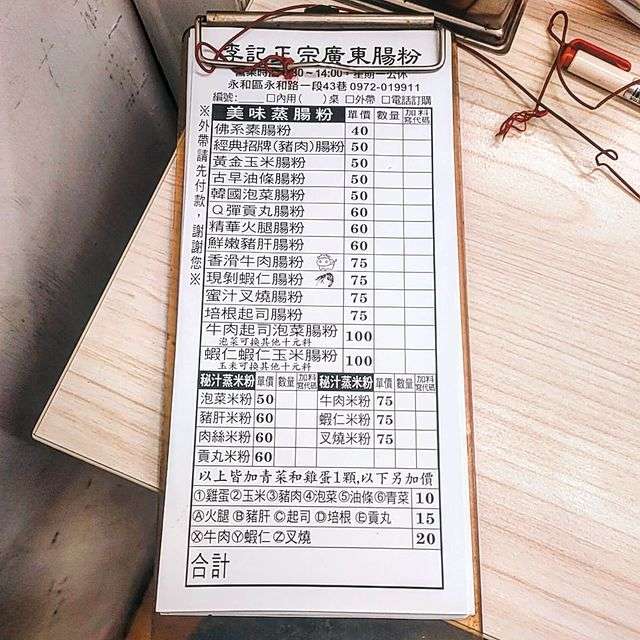 李記正宗廣東腸粉
永和區永和路一段43巷 0972-019911
編號: □內用( )桌 □外帶 □電話訂購
※外帶請先付款，謝謝您※
美味蒸腸粉 單價 數量 加料寫代碼
佛系素腸粉 40
經典招牌(豬肉)腸粉 50
黃金玉米腸粉 50
古早油條腸粉 50
韓國泡菜腸粉 50
Q彈貢丸腸粉 60
精華火腿腸粉 60
鮮嫩豬肝腸粉 60
香滑牛肉腸粉 75
現剝蝦仁腸粉 75
蜜汁叉燒腸粉 75
培根起司腸粉 75
牛肉起司泡菜腸粉 100
泡菜可換其他十元料
蝦仁蝦仁玉米腸粉 100
玉米可換其他十元料
秘汁蒸米粉 單價 數量 加料寫代碼 秘汁蒸米粉 單價 數量 加料寫代碼
泡菜米粉 50 牛肉米粉 75
豬肝米粉 60 蝦仁米粉 75
肉絲米粉 60 叉燒米粉 75
貢丸米粉 60
以上皆加青菜和雞蛋1顆,以下另加價
①雞蛋②玉米③豬肉④泡菜⑤油條⑥青菜 10
Ⓐ火腿 Ⓑ豬肝 Ⓒ起司 Ⓓ培根 Ⓔ貢丸 15
Ⓧ牛肉Ⓨ蝦仁 Ⓩ叉燒 20
合計